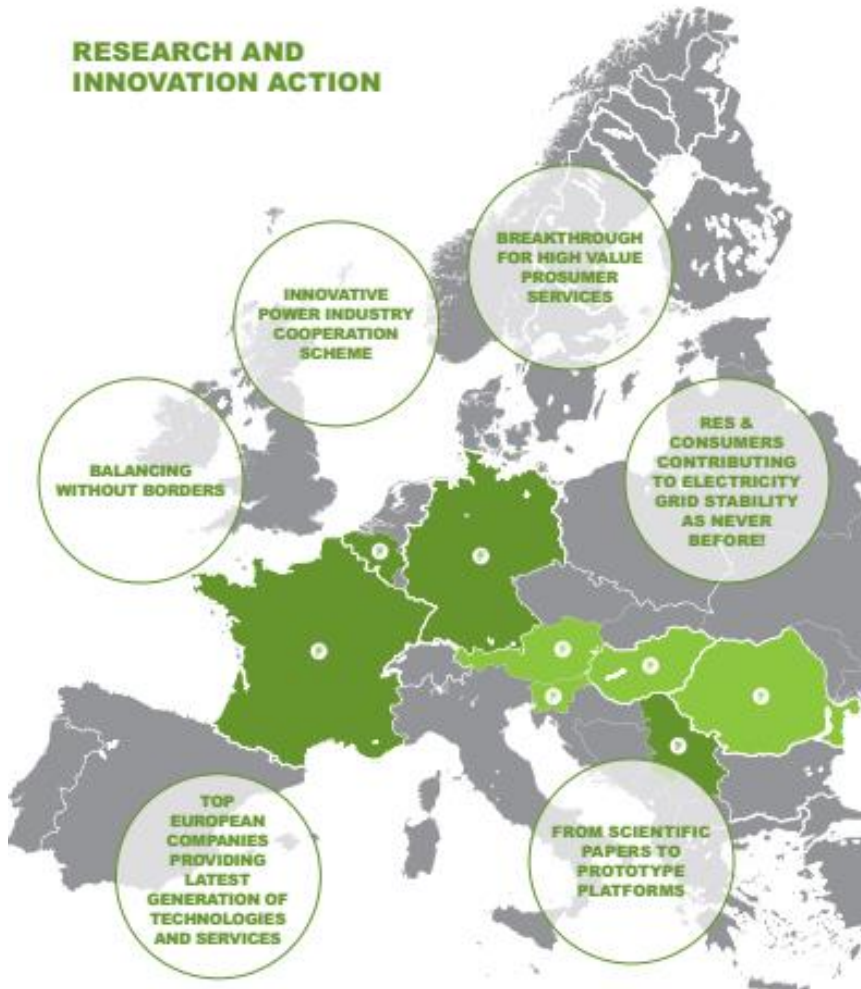 RESEARCH AND
INNOVATION ACTION
BREAKTHROUGH
FOR HIGH VALUE
PROSUMER
SERVICES
INNOVATIVE
POWER INDUSTRY
COOPERATION
SCHEME
BALANCING
WITHOUT BORDERS
RES &
CONSUMERS
CONTRIBUTING
TO ELECTRICITY
GRID STABILITY
AS NEVER
BEFORE!
TOP
EUROPEAN
COMPANIES
PROVIDING
LATEST
GENERATION OF
TECHNOLOGIES
AND SERVICES
FROM SCIENTIFIC
PAPERS TO
PROTOTYPE
PLATFORMS